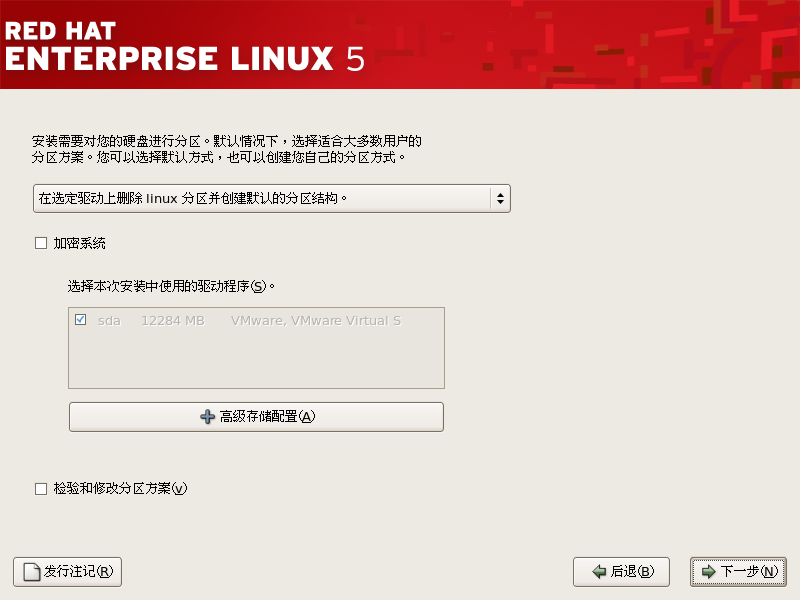 RED HAT
ENTERPRISE LINUX 5
安装需要对您的硬盘进行分区。默认情况下，选择适合大多数用户的
分区方案。您可以选择默认方式，也可以创建您自己的分区方式。
在选定驱动上删除 linux 分区并创建默认的分区结构。
加密系统
选择本次安装中使用的驱动程序(S)。
sda 12284 MB VMware, VMware Virtual S
高级存储配置(A)
检验和修改分区方案(v)
发行注记(R) 后退(B) 下一步(N)